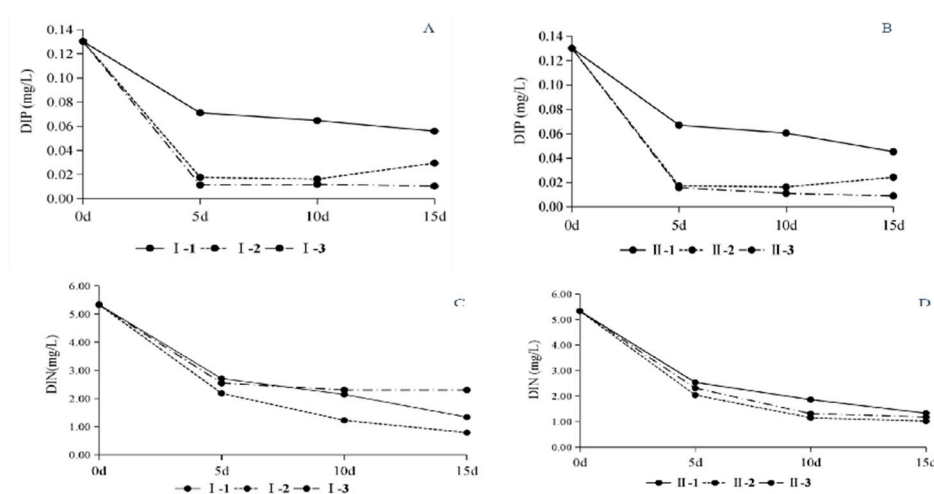 A
DIP (mg/L)
0.14
0.12
0.10
0.08
0.06
0.04
0.02
0.00
0d 5d 10d 15d
I-1 I-2 I-3
B
DIP (mg/L)
0.14
0.12
0.10
0.08
0.06
0.04
0.02
0.00
0d 5d 10d 15d
II-1 II-2 II-3
C
DIN(mg/L)
6.00
5.00
4.00
3.00
2.00
1.00
0.00
0d 5d 10d 15d
I-1 I-2 I-3
D
DIN (mg/L)
6.00
5.00
4.00
3.00
2.00
1.00
0.00
0d 5d 10d 15d
II-1 II-2 II-3